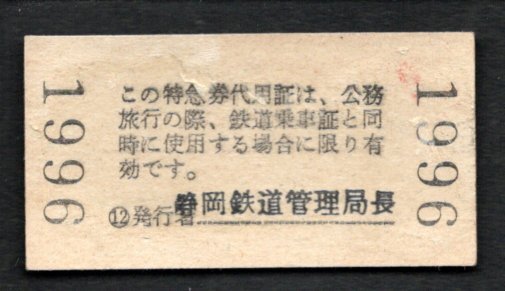 1996
この特急券代用証は、公務
旅行の際、鉄道乗車証と同
時に使用する場合に限り有
効です。
⑫発行者 静岡鉄道管理局長
1996